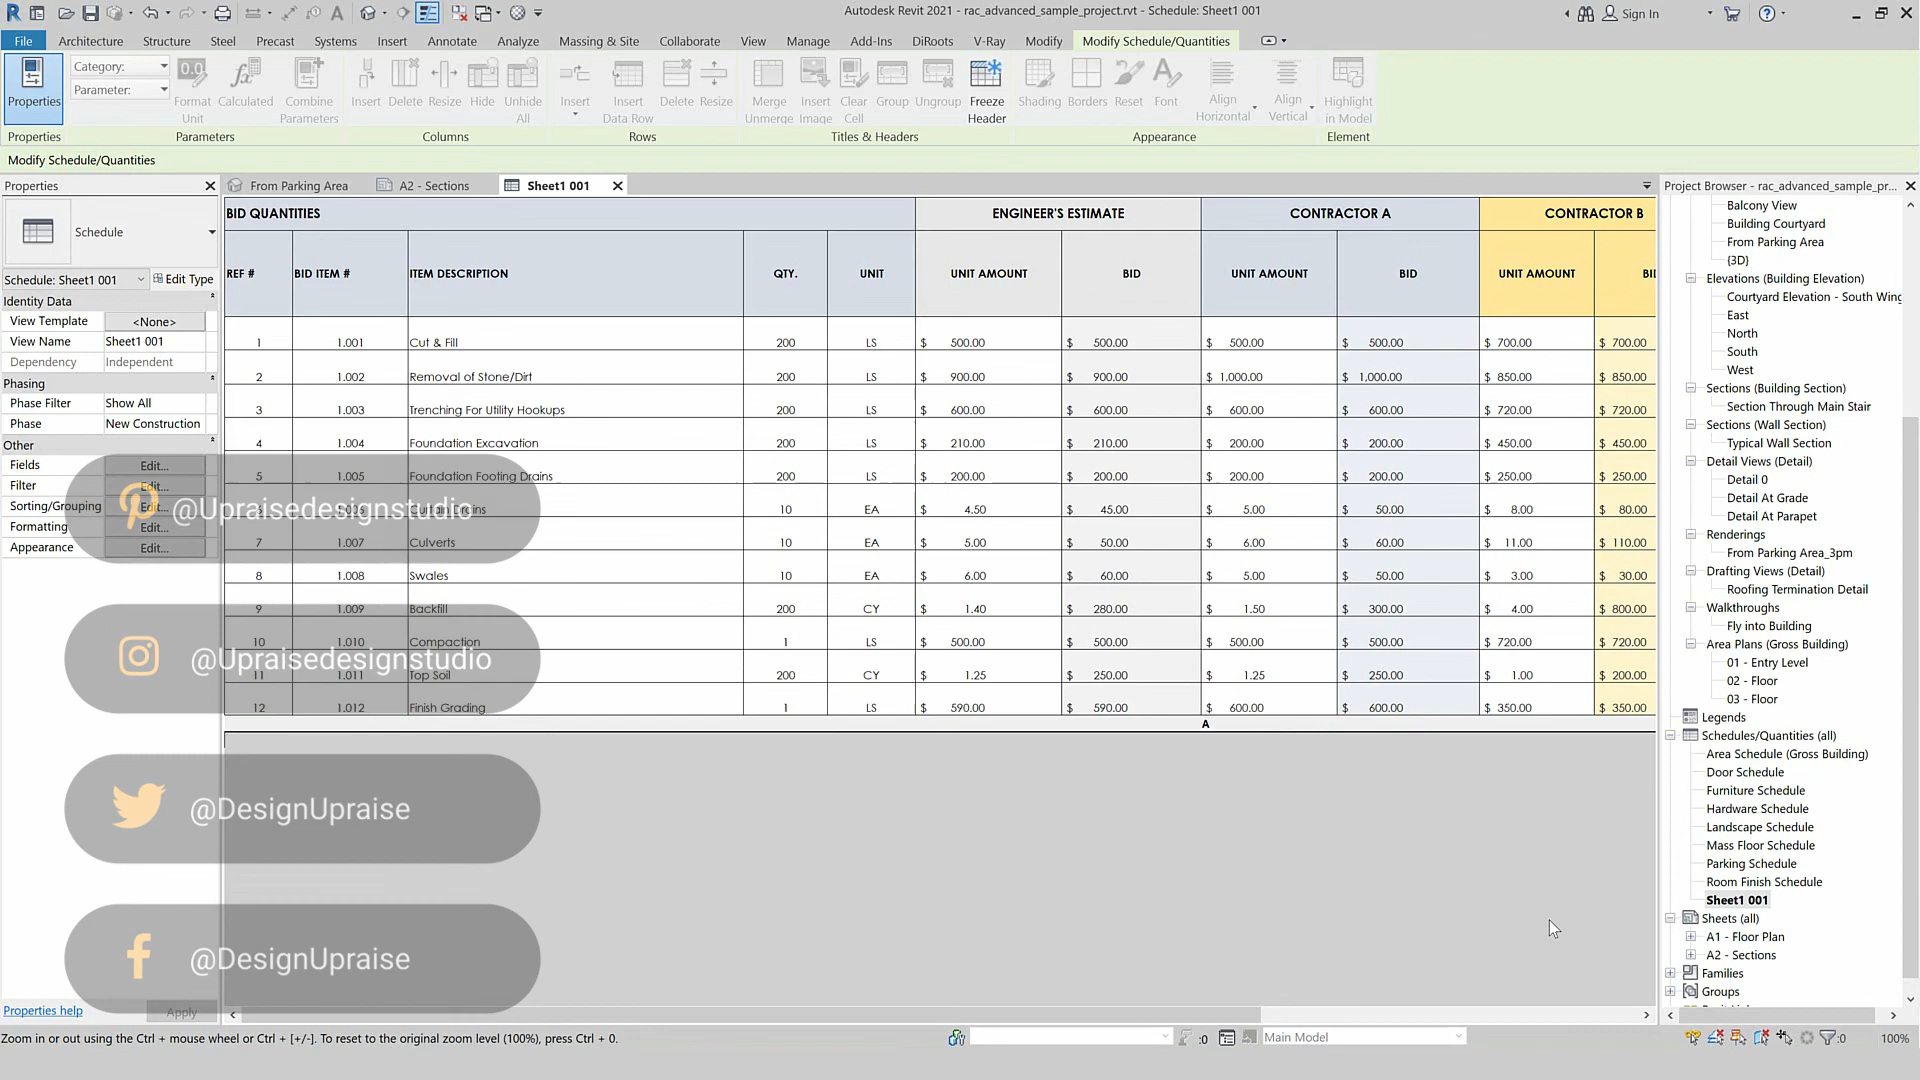 Autodesk Revit 2021 - rac_advanced_sample_project.rvt - Schedule: Sheet1 001
Sign In
File Architecture Structure Steel Precast Systems Insert Annotate Analyze Massing & Site Collaborate View Manage Add-Ins DiRoots V-Ray Modify Modify Schedule/Quantities
Properties
Category:
Parameter:
Format Unit
Calculated
Combine Parameters
Insert
Delete
Resize
Hide
Unhide All
Insert
Insert Data Row
Delete
Resize
Merge Unmerge
Insert Image
Clear Cell
Group
Ungroup
Freeze Header
Shading
Borders
Reset
Font
Align Horizontal
Align Vertical
Highlight in Model
Properties Parameters Columns Rows Titles & Headers Appearance Element
Modify Schedule/Quantities
Properties
Schedule
Schedule: Sheet1 001
Edit Type
Identity Data
View Template <None>
View Name Sheet1 001
Dependency Independent
Phasing
Phase Filter Show All
Phase New Construction
Other
Fields Edit...
Filter Edit...
Sorting/Grouping Edit...
Formatting Edit...
Appearance Edit...
Properties help
Apply
From Parking Area
A2 - Sections
Sheet1 001
BID QUANTITIES ENGINEER'S ESTIMATE CONTRACTOR A CONTRACTOR B
REF # BID ITEM # ITEM DESCRIPTION QTY. UNIT UNIT AMOUNT BID UNIT AMOUNT BID UNIT AMOUNT
1 1.001 Cut & Fill 200 LS $ 500.00 $ 500.00 $ 500.00 $ 500.00 $ 700.00 $ 700.00
2 1.002 Removal of Stone/Dirt 200 LS $ 900.00 $ 900.00 $ 1,000.00 $ 1,000.00 $ 850.00 $ 850.00
3 1.003 Trenching For Utility Hookups 200 LS $ 600.00 $ 600.00 $ 600.00 $ 600.00 $ 720.00 $ 720.00
4 1.004 Foundation Excavation 200 LS $ 210.00 $ 210.00 $ 200.00 $ 200.00 $ 450.00 $ 450.00
5 1.005 Foundation Footing Drains 200 LS $ 200.00 $ 200.00 $ 200.00 $ 200.00 $ 250.00 $ 250.00
6 1.006 Curtain Drains 10 EA $ 4.50 $ 45.00 $ 5.00 $ 50.00 $ 8.00 $ 80.00
7 1.007 Culverts 10 EA $ 5.00 $ 50.00 $ 6.00 $ 60.00 $ 11.00 $ 110.00
8 1.008 Swales 10 EA $ 6.00 $ 60.00 $ 5.00 $ 50.00 $ 3.00 $ 30.00
9 1.009 Backfill 200 CY $ 1.40 $ 280.00 $ 1.50 $ 300.00 $ 4.00 $ 800.00
10 1.010 Compaction 1 LS $ 500.00 $ 500.00 $ 500.00 $ 500.00 $ 720.00 $ 720.00
11 1.011 Top Soil 200 CY $ 1.25 $ 250.00 $ 1.25 $ 250.00 $ 1.00 $ 200.00
12 1.012 Finish Grading 1 LS $ 590.00 $ 590.00 $ 600.00 $ 600.00 $ 350.00 $ 350.00
A
@Upraisedesignstudio
@Upraisedesignstudio
@DesignUpraise
@DesignUpraise
Project Browser - rac_advanced_sample_pr...
Balcony View
Building Courtyard
From Parking Area
{3D}
Elevations (Building Elevation)
Courtyard Elevation - South Wing
East
North
South
West
Sections (Building Section)
Section Through Main Stair
Sections (Wall Section)
Typical Wall Section
Detail Views (Detail)
Detail 0
Detail At Grade
Detail At Parapet
Renderings
From Parking Area_3pm
Drafting Views (Detail)
Roofing Termination Detail
Walkthroughs
Fly into Building
Area Plans (Gross Building)
01 - Entry Level
02 - Floor
03 - Floor
Legends
Schedules/Quantities (all)
Area Schedule (Gross Building)
Door Schedule
Furniture Schedule
Hardware Schedule
Landscape Schedule
Mass Floor Schedule
Parking Schedule
Room Finish Schedule
Sheet1 001
Sheets (all)
A1 - Floor Plan
A2 - Sections
Families
Groups
Zoom in or out using the Ctrl + mouse wheel or Ctrl + [+/-]. To reset to the original zoom level (100%), press Ctrl + 0.
:0
Main Model
:0
100%